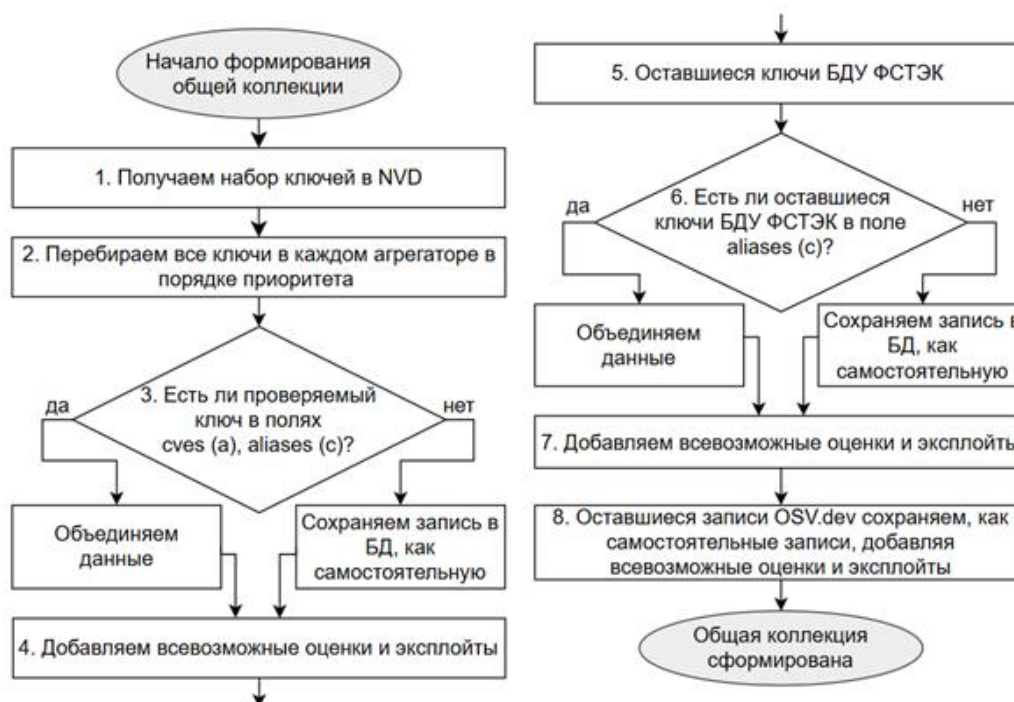 Начало формирования
общей коллекции
1. Получаем набор ключей в NVD
2. Перебираем все ключи в каждом агрегаторе в
порядке приоритета
3. Есть ли проверяемый
ключ в полях
cves (a), aliases (c)?
да
нет
Объединяем
данные
Сохраняем запись в
БД, как
самостоятельную
4. Добавляем всевозможные оценки и эксплойты
5. Оставшиеся ключи БДУ ФСТЭК
6. Есть ли оставшиеся
ключи БДУ ФСТЭК в поле
aliases (c)?
да
нет
Объединяем
данные
Сохраняем запись в
БД, как
самостоятельную
7. Добавляем всевозможные оценки и эксплойты
8. Оставшиеся записи OSV.dev сохраняем, как
самостоятельные записи, добавляя
всевозможные оценки и эксплойты
Общая коллекция
сформирована